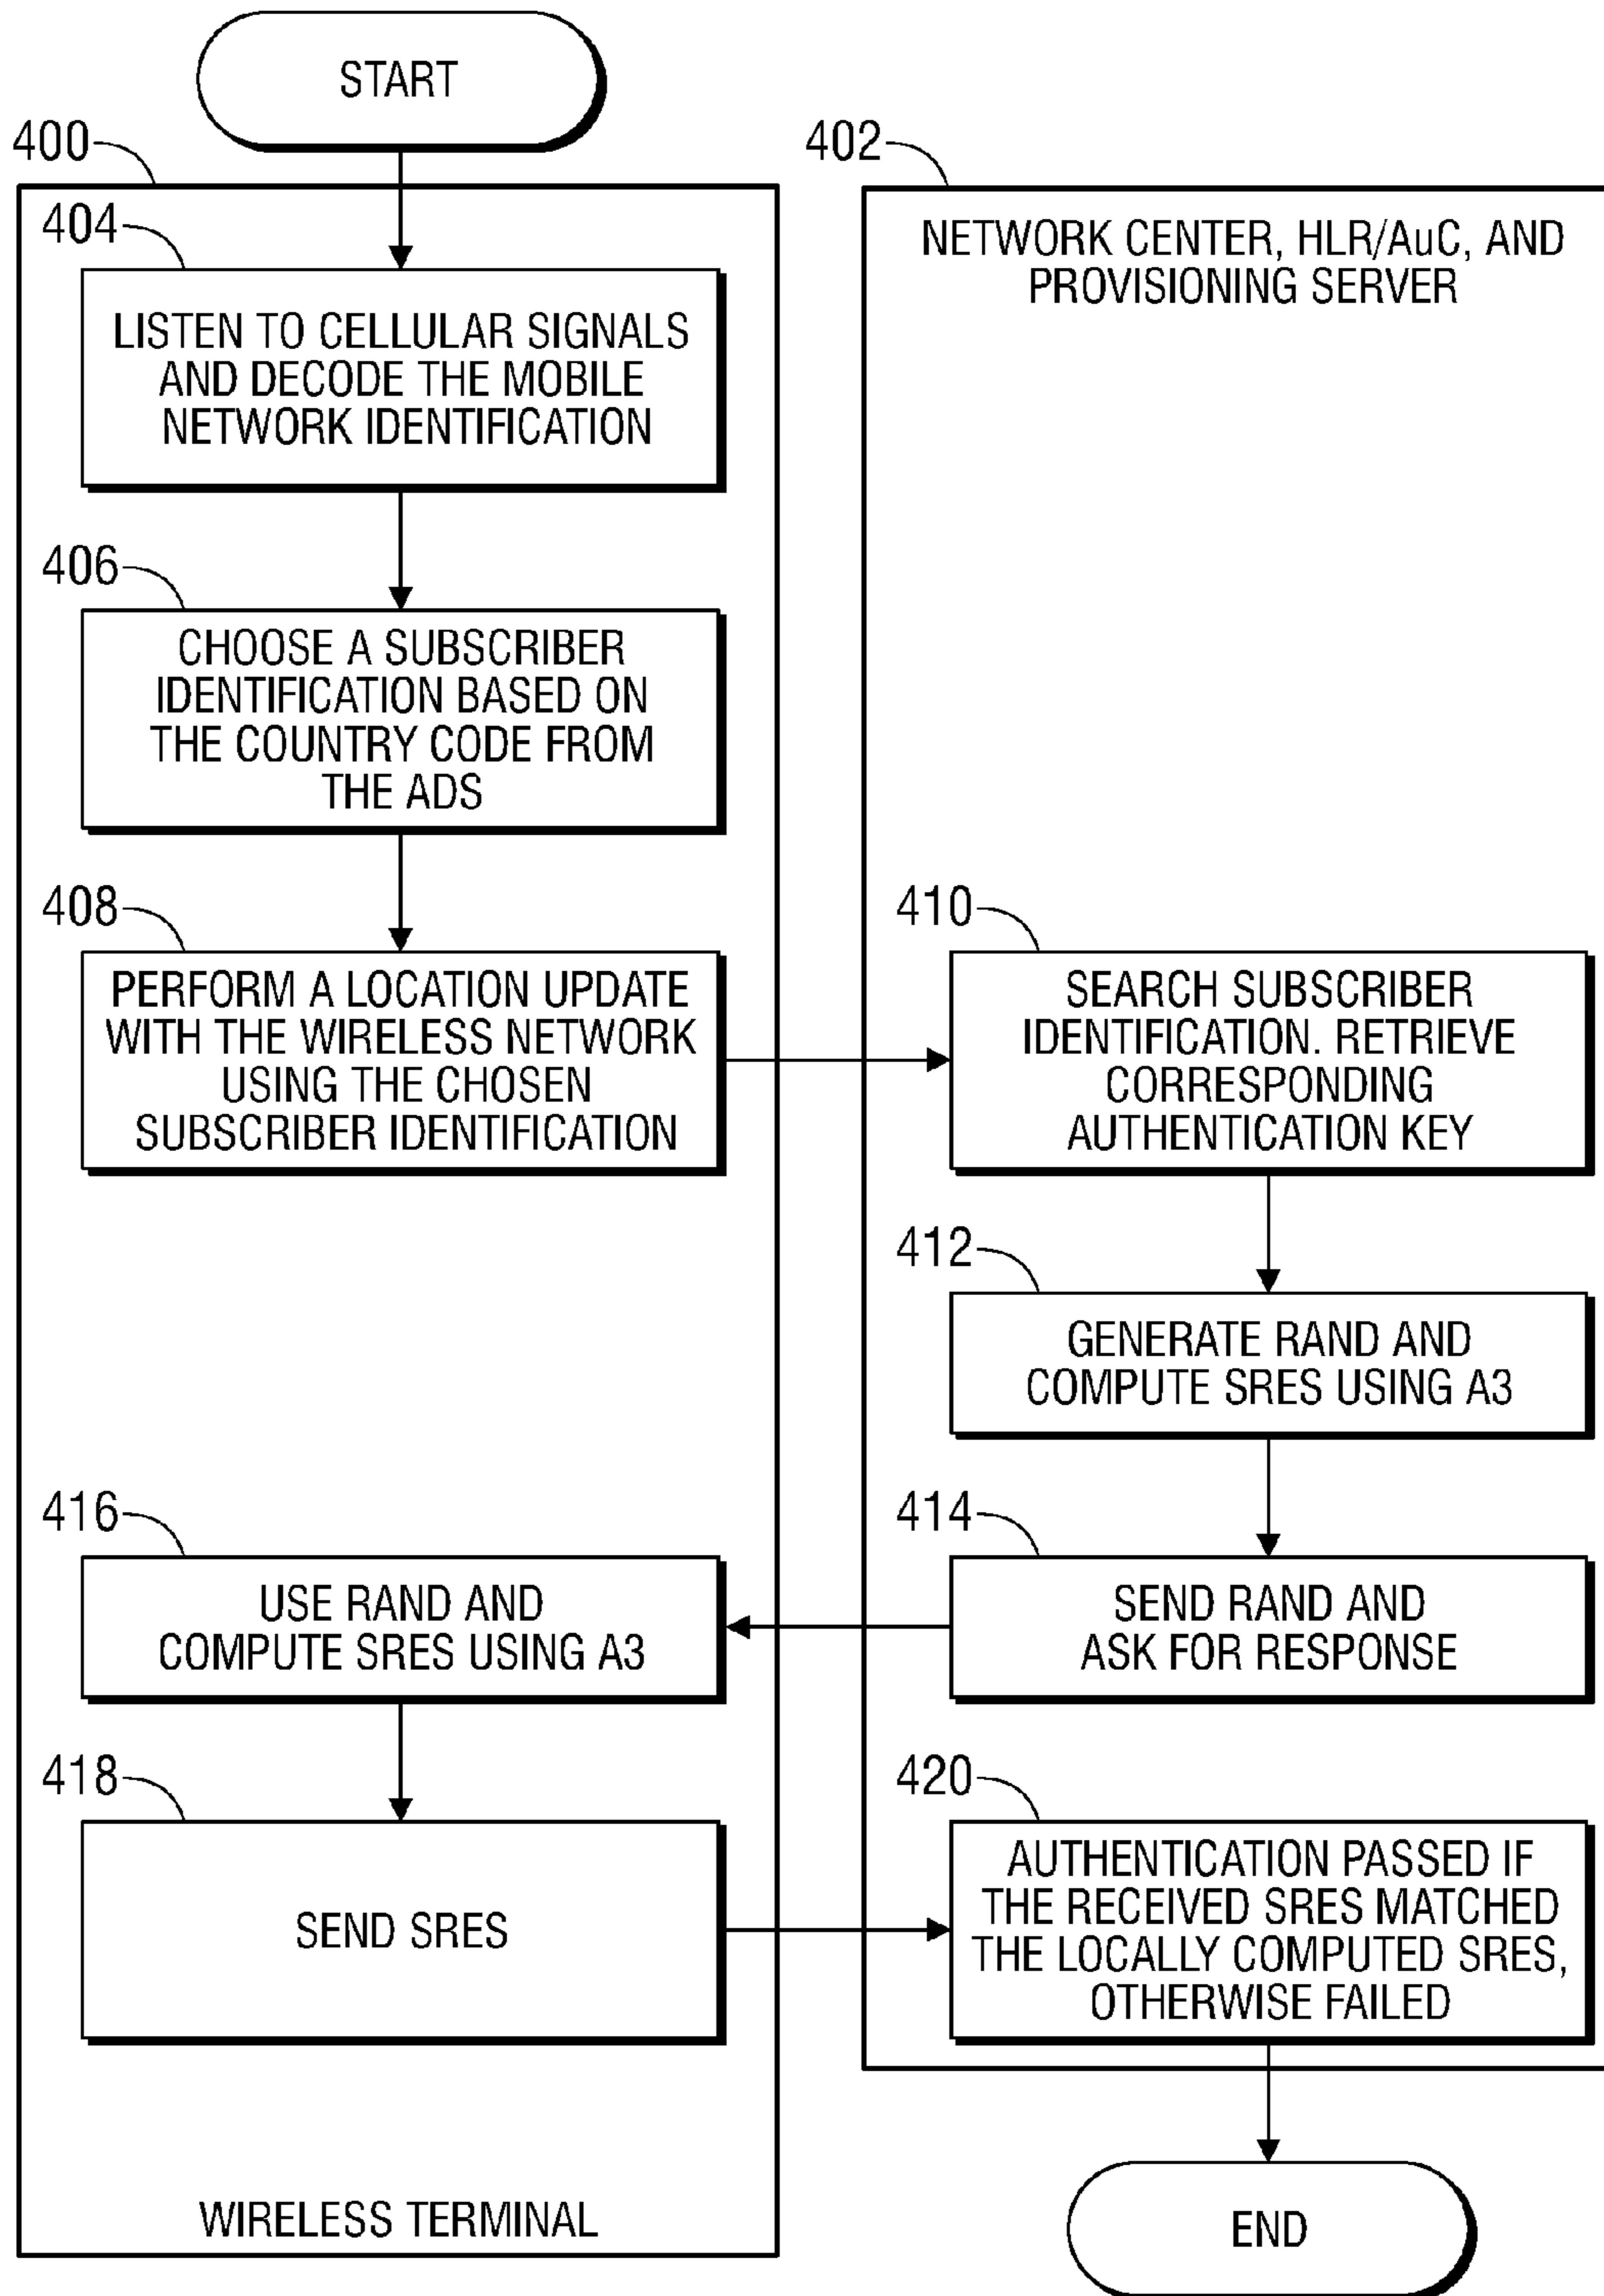 START
400
402
404
NETWORK CENTER, HLR/AuC, AND
PROVISIONING SERVER
LISTEN TO CELLULAR SIGNALS
AND DECODE THE MOBILE
NETWORK IDENTIFICATION
406
CHOOSE A SUBSCRIBER
IDENTIFICATION BASED ON
THE COUNTRY CODE FROM
THE ADS
408
PERFORM A LOCATION UPDATE
WITH THE WIRELESS NETWORK
USING THE CHOSEN
SUBSCRIBER IDENTIFICATION
410
SEARCH SUBSCRIBER
IDENTIFICATION. RETRIEVE
CORRESPONDING
AUTHENTICATION KEY
412
GENERATE RAND AND
COMPUTE SRES USING A3
414
SEND RAND AND
ASK FOR RESPONSE
416
USE RAND AND
COMPUTE SRES USING A3
418
SEND SRES
420
AUTHENTICATION PASSED IF
THE RECEIVED SRES MATCHED
THE LOCALLY COMPUTED SRES,
OTHERWISE FAILED
WIRELESS TERMINAL
END